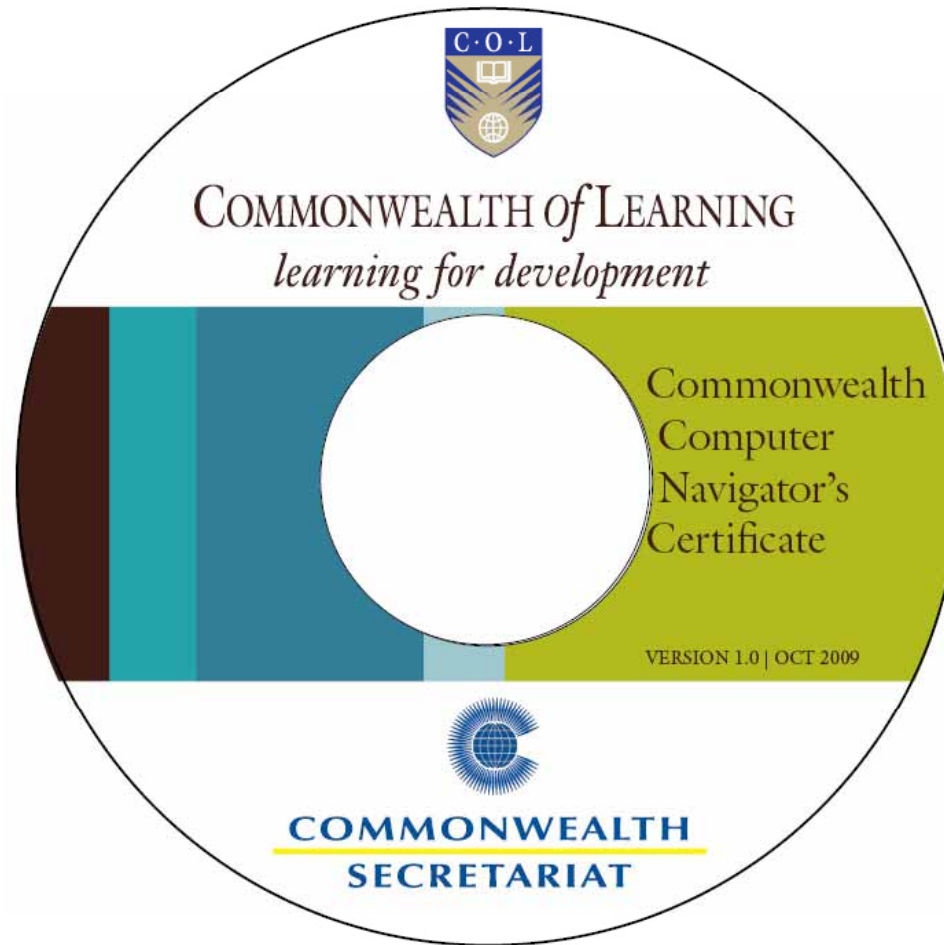 C·O·L
COMMONWEALTH of LEARNING
learning for development
Commonwealth
Computer
Navigator’s
Certificate
VERSION 1.0 | OCT 2009
COMMONWEALTH
SECRETARIAT